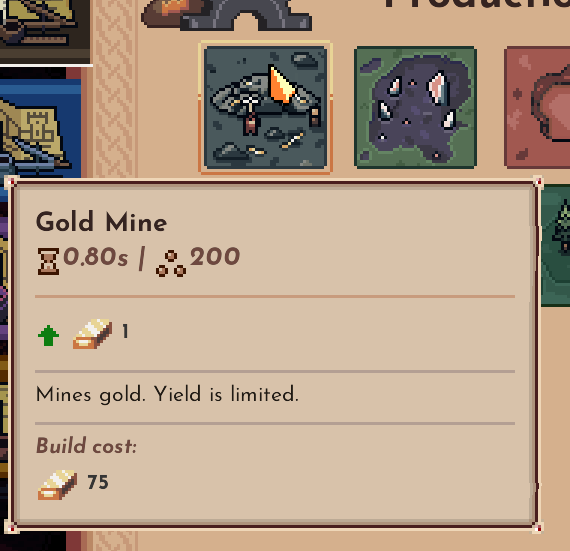 Gold Mine
0.80s | 200
1
Mines gold. Yield is limited.
Build cost:
75